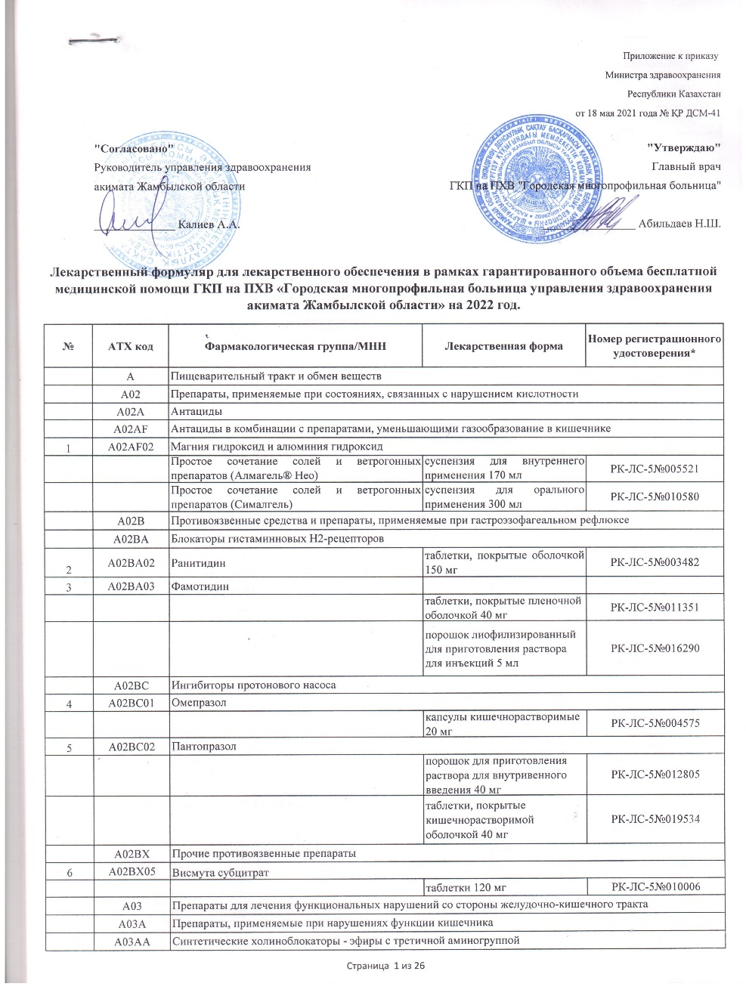 Приложение к приказу
Министра здравоохранения
Республики Казахстан
от 18 мая 2021 года № ҚР ДСМ-41
"Согласовано"
Руководитель управления здравоохранения
акимата Жамбылской области
Калиев А.А.
"Утверждаю"
Главный врач
ГКП на ПХВ "Городская многопрофильная больница"
Абильдаев Н.Ш.
Лекарственный формуляр для лекарственного обеспечения в рамках гарантированного объема бесплатной
медицинской помощи ГКП на ПХВ «Городская многопрофильная больница управления здравоохранения
акимата Жамбылской области» на 2022 год.
№ АТХ код Фармакологическая группа/МНН Лекарственная форма Номер регистрационного
удостоверения*
A Пищеварительный тракт и обмен веществ
A02 Препараты, применяемые при состояниях, связанных с нарушением кислотности
A02A Антациды
A02AF Антациды в комбинации с препаратами, уменьшающими газообразование в кишечнике
1 A02AF02 Магния гидроксид и алюминия гидроксид
Простое сочетание солей и ветрогонных суспензия для внутреннего
препаратов (Алмагель® Нео) применения 170 мл РК-ЛС-5№005521
Простое сочетание солей и ветрогонных суспензия для орального
препаратов (Сималгель) применения 300 мл РК-ЛС-5№010580
A02B Противоязвенные средства и препараты, применяемые при гастроэзофагеальном рефлюксе
A02BA Блокаторы гистаминновых H2-рецепторов
2 A02BA02 Ранитидин таблетки, покрытые оболочкой
150 мг РК-ЛС-5№003482
3 A02BA03 Фамотидин
таблетки, покрытые пленочной
оболочкой 40 мг РК-ЛС-5№011351
порошок лиофилизированный
для приготовления раствора РК-ЛС-5№016290
для инъекций 5 мл
A02BC Ингибиторы протонового насоса
4 A02BC01 Омепразол
капсулы кишечнорастворимые
20 мг РК-ЛС-5№004575
5 A02BC02 Пантопразол
порошок для приготовления
раствора для внутривенного РК-ЛС-5№012805
введения 40 мг
таблетки, покрытые
кишечнорастворимой РК-ЛС-5№019534
оболочкой 40 мг
A02BX Прочие противоязвенные препараты
6 A02BX05 Висмута субцитрат
таблетки 120 мг РК-ЛС-5№010006
A03 Препараты для лечения функциональных нарушений со стороны желудочно-кишечного тракта
A03A Препараты, применяемые при нарушениях функции кишечника
A03AA Синтетические холиноблокаторы - эфиры с третичной аминогруппой
Страница 1 из 26